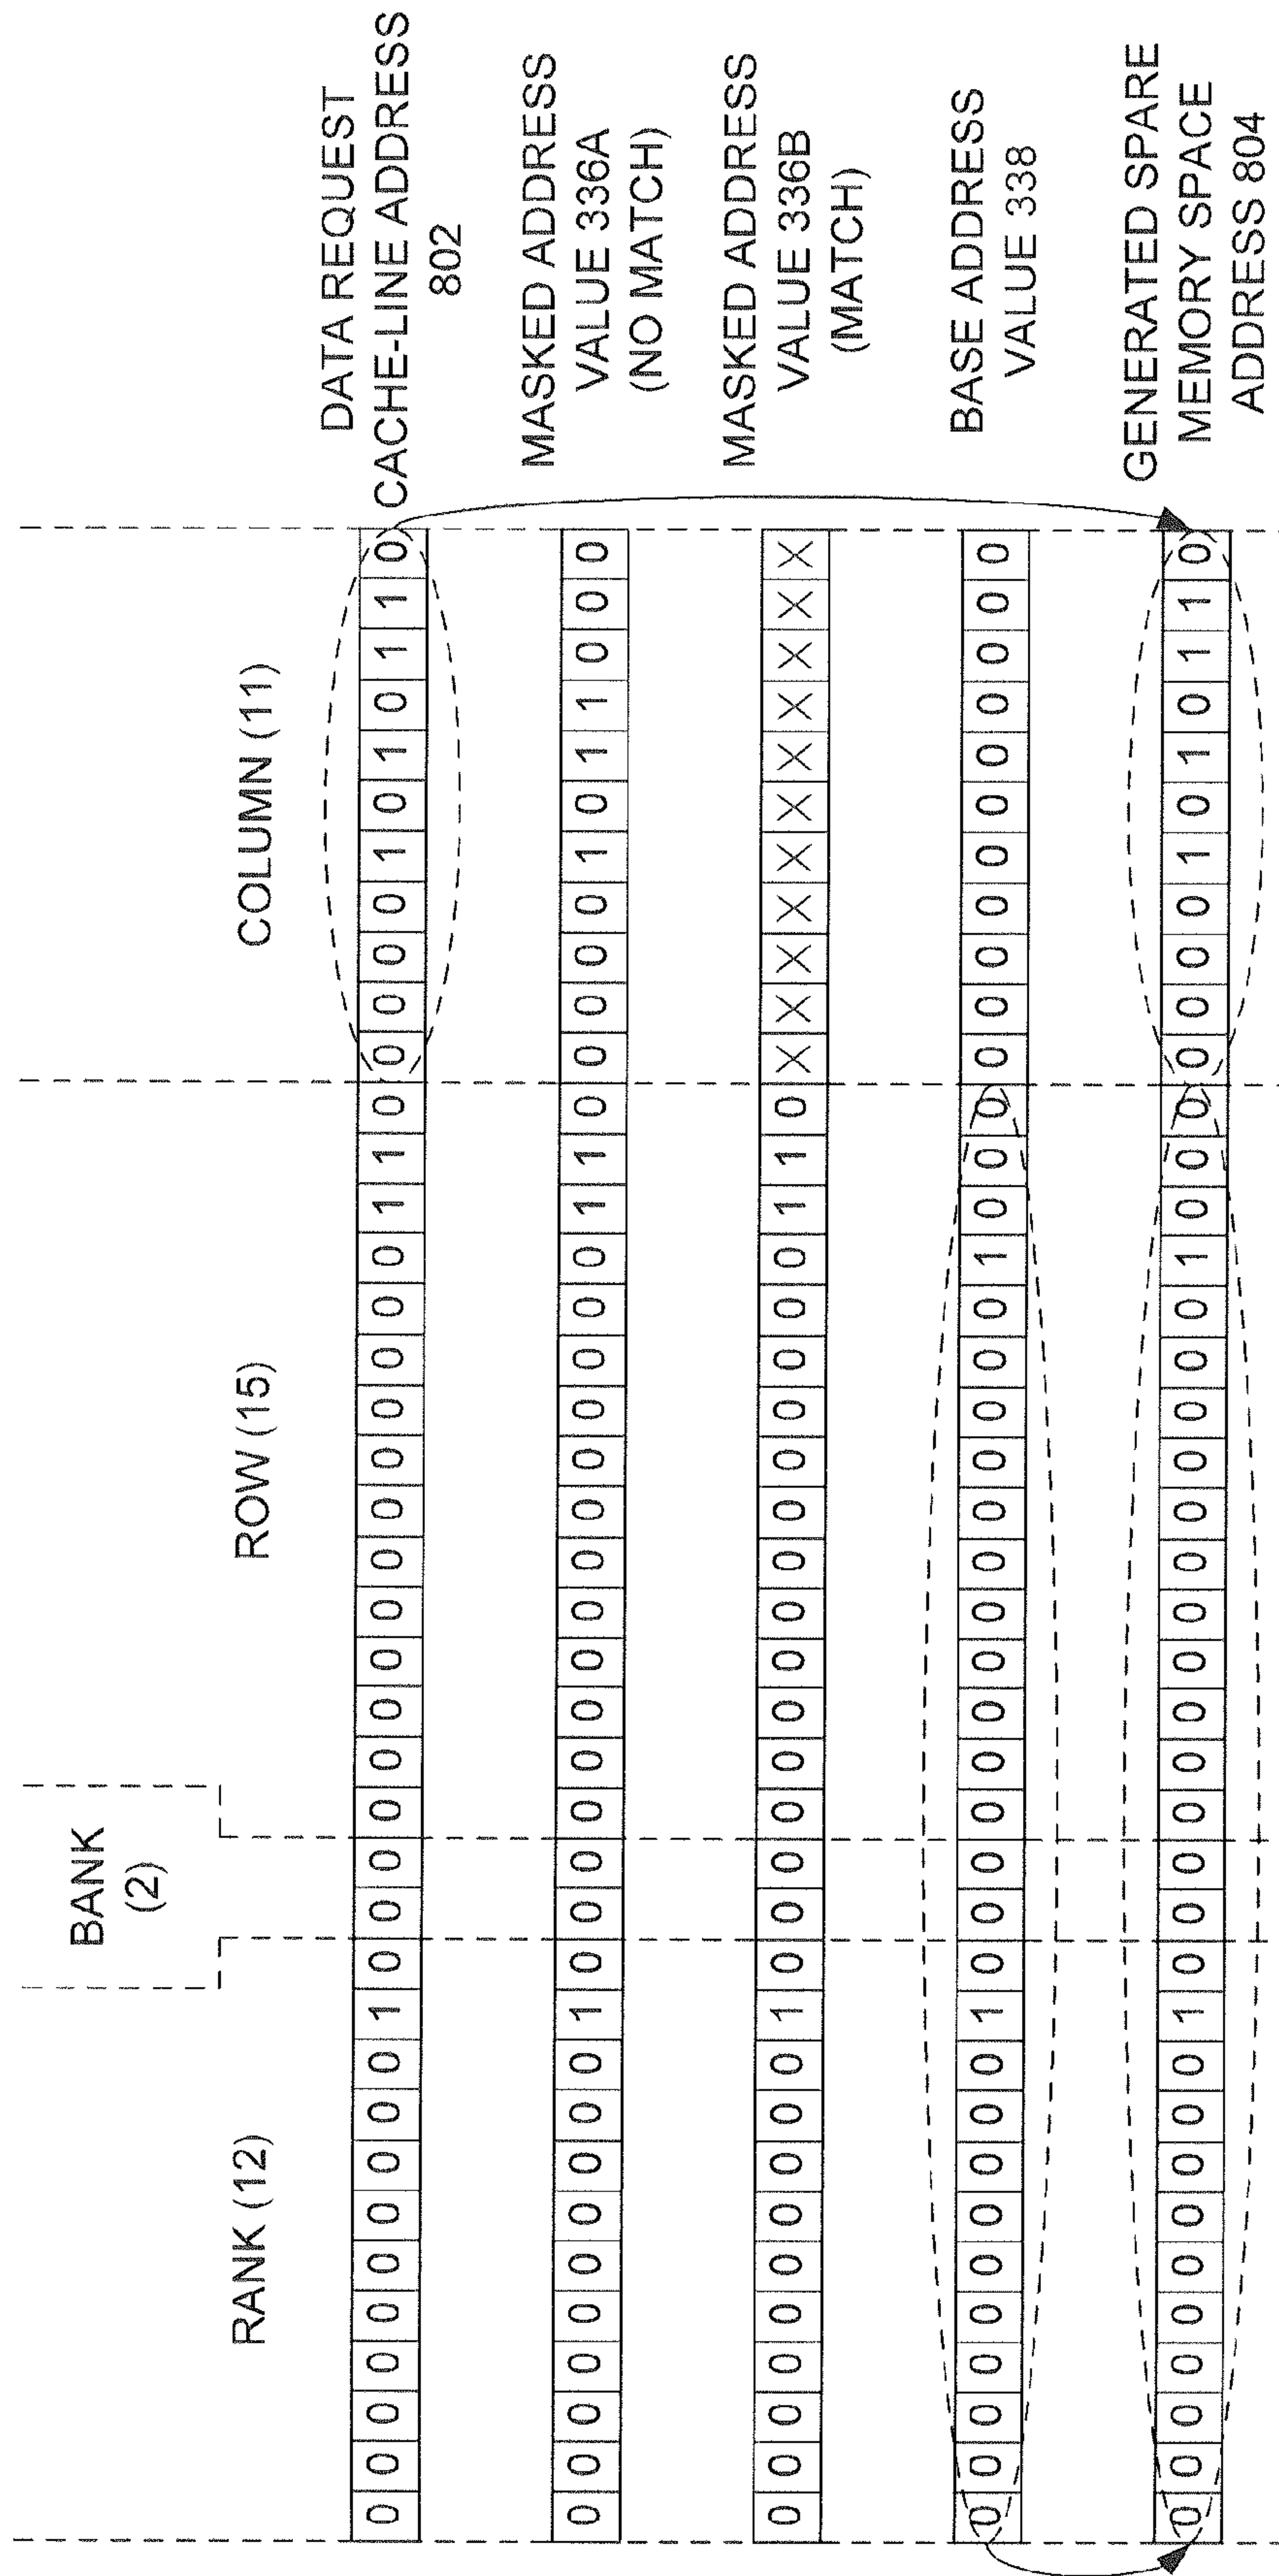 BANK
(2)
RANK (12)
ROW (15)
COLUMN (11)
0 0 0 0 0 0 0 0 0 0 1 0 0 0 0 0 0 0 0 0 0 0 0 0 0 0 1 1 0 0 0 0 0 1 0 1 0 1 1 0
DATA REQUEST
CACHE-LINE ADDRESS
802
0 0 0 0 0 0 0 0 0 0 1 0 0 0 0 0 0 0 0 0 0 0 0 0 0 0 1 1 0 0 0 0 0 1 0 1 1 0 0 0
MASKED ADDRESS
VALUE 336A
(NO MATCH)
0 0 0 0 0 0 0 0 0 0 1 0 0 0 0 0 0 0 0 0 0 0 0 0 0 0 1 1 0 X X X X X X X X X X X
MASKED ADDRESS
VALUE 336B
(MATCH)
0 0 0 0 0 0 0 0 0 0 1 0 0 0 0 0 0 0 0 0 0 0 0 0 0 1 0 0 0 0 0 0 0 0 0 0 0 0 0 0
BASE ADDRESS
VALUE 338
0 0 0 0 0 0 0 0 0 0 1 0 0 0 0 0 0 0 0 0 0 0 0 0 0 1 0 0 0 0 0 0 0 1 0 1 0 1 1 0
GENERATED SPARE
MEMORY SPACE
ADDRESS 804